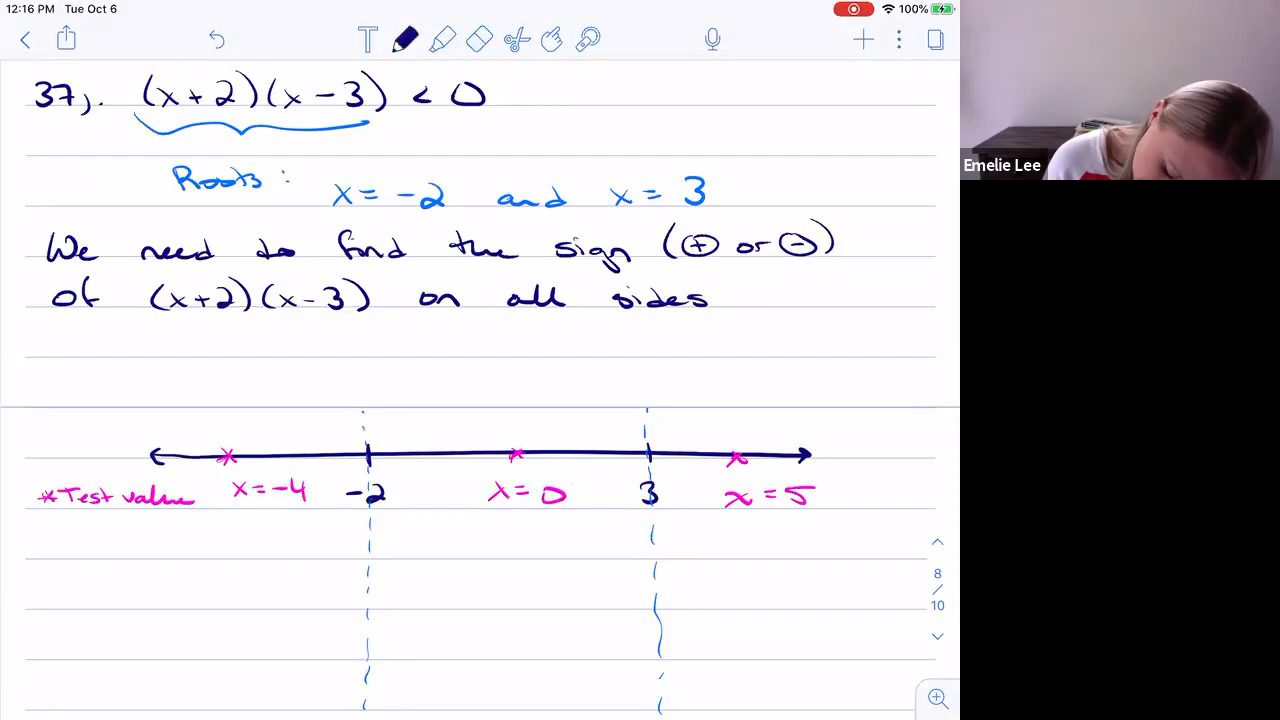 12:16 PM Tue Oct 6
100%
37). (x+2)(x-3) < 0
Emelie Lee
Roots: x = -2 and x = 3
We need to find the sign (⊕ or ⊖)
of (x+2)(x-3) on all sides
*Test value x=-4 -2 x=0 3 x=5
8
/
10